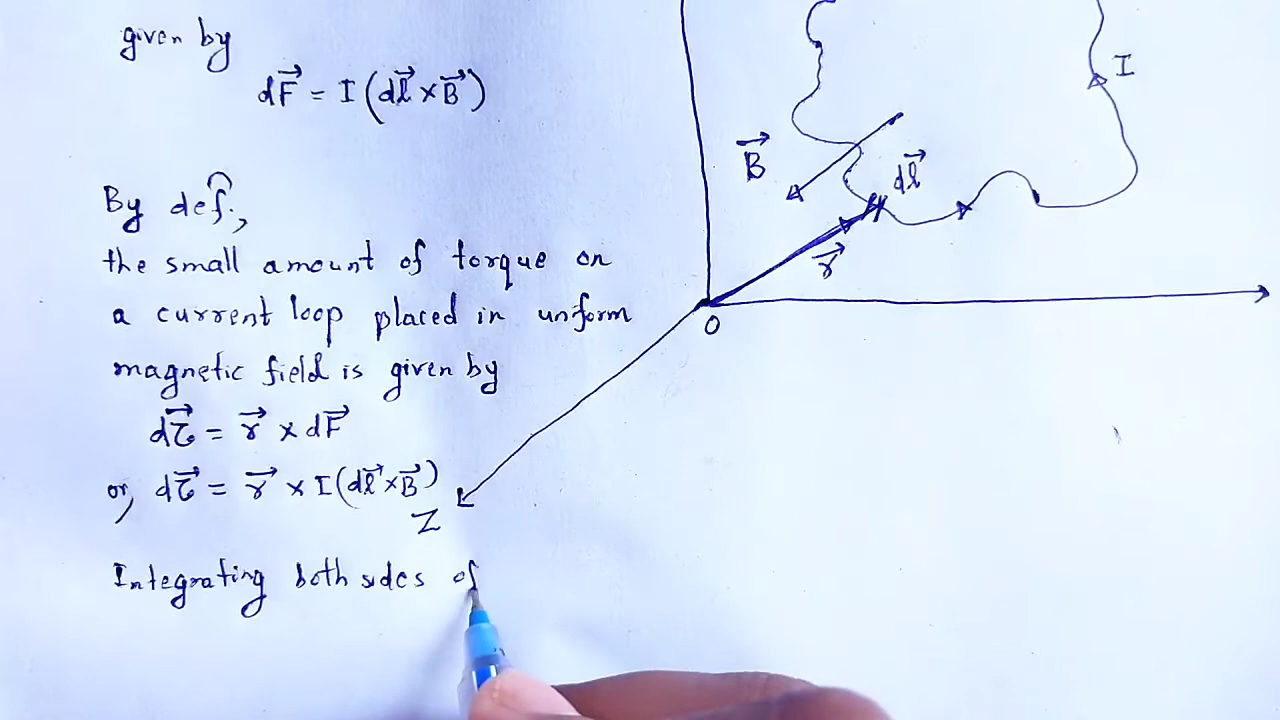 given by
dF⃗ = I(dl⃗ × B⃗)
By def.,
the small amount of torque on
a current loop placed in unform
magnetic field is given by
dτ⃗ = r⃗ × dF⃗
or, dτ⃗ = r⃗ × I(dl⃗ × B⃗)
Integrating both sides of
I
B⃗
dl⃗
r⃗
O
Z